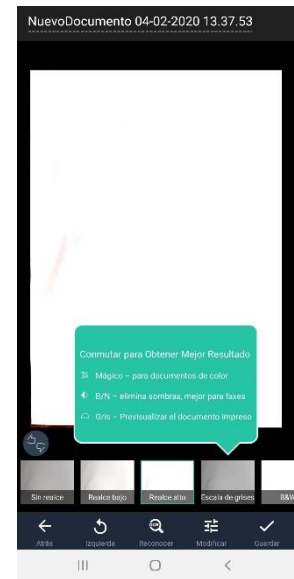 NuevoDocumento 04-02-2020 13.37.53
Conmutar para Obtener Mejor Resultado
Mágico – para documentos de color
B/N – elimina sombras, mejor para faxes
Gris – Previsualizar el documento impreso
Sin realce Realce bajo Realce alto Escala de grises B&W
Atrás Izquierda Reconocer Modificar Guardar